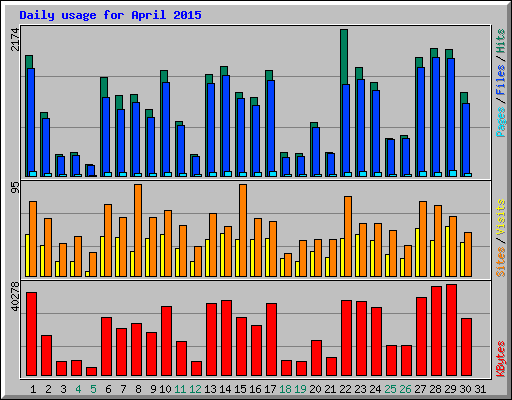 Daily usage for April 2015
2174
Pages / Files / Hits
95
Sites / Visits
40278
KBytes
1 2 3 4 5 6 7 8 9 10 11 12 13 14 15 16 17 18 19 20 21 22 23 24 25 26 27 28 29 30 31